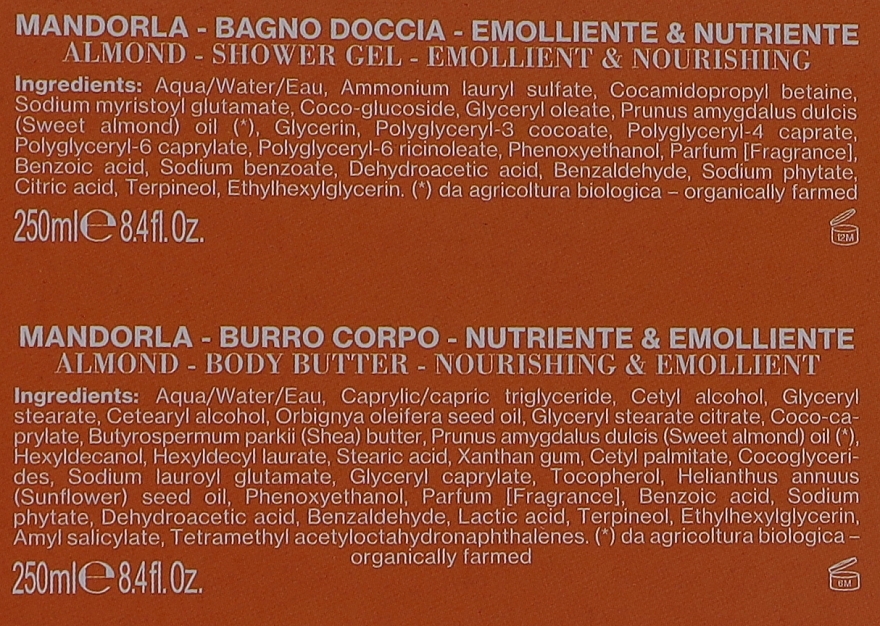 MANDORLA - BAGNO DOCCIA - EMOLLIENTE & NUTRIENTE
ALMOND - SHOWER GEL - EMOLLIENT & NOURISHING
Ingredients: Aqua/Water/Eau, Ammonium lauryl sulfate, Cocamidopropyl betaine,
Sodium myristoyl glutamate, Coco-glucoside, Glyceryl oleate, Prunus amygdalus dulcis
(Sweet almond) oil (*), Glycerin, Polyglyceryl-3 cocoate, Polyglyceryl-4 caprate,
Polyglyceryl-6 caprylate, Polyglyceryl-6 ricinoleate, Phenoxyethanol, Parfum [Fragrance],
Benzoic acid, Sodium benzoate, Dehydroacetic acid, Benzaldehyde, Sodium phytate,
Citric acid, Terpineol, Ethylhexylglycerin. (*) da agricoltura biologica – organically farmed
250ml℮8.4fl.Oz.
12M
MANDORLA - BURRO CORPO - NUTRIENTE & EMOLLIENTE
ALMOND - BODY BUTTER - NOURISHING & EMOLLIENT
Ingredients: Aqua/Water/Eau, Caprylic/capric triglyceride, Cetyl alcohol, Glyceryl
stearate, Cetearyl alcohol, Orbignya oleifera seed oil, Glyceryl stearate citrate, Coco-ca-
prylate, Butyrospermum parkii (Shea) butter, Prunus amygdalus dulcis (Sweet almond) oil (*),
Hexyldecanol, Hexyldecyl laurate, Stearic acid, Xanthan gum, Cetyl palmitate, Cocoglyceri-
des, Sodium lauroyl glutamate, Glyceryl caprylate, Tocopherol, Helianthus annuus
(Sunflower) seed oil, Phenoxyethanol, Parfum [Fragrance], Benzoic acid, Sodium
phytate, Dehydroacetic acid, Benzaldehyde, Lactic acid, Terpineol, Ethylhexylglycerin,
Amyl salicylate, Tetramethyl acetyloctahydronaphthalenes. (*) da agricoltura biologica –
organically farmed
250ml℮8.4fl.Oz.
6M